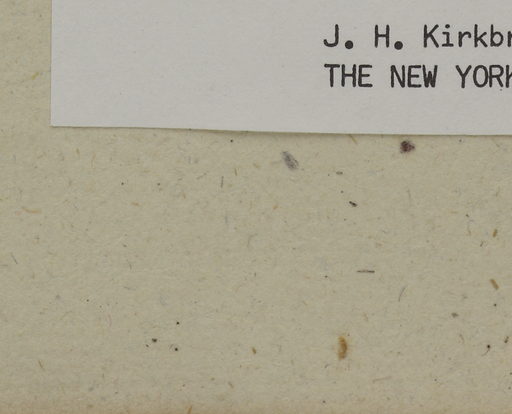 J. H. Kirkbr
THE NEW YORK